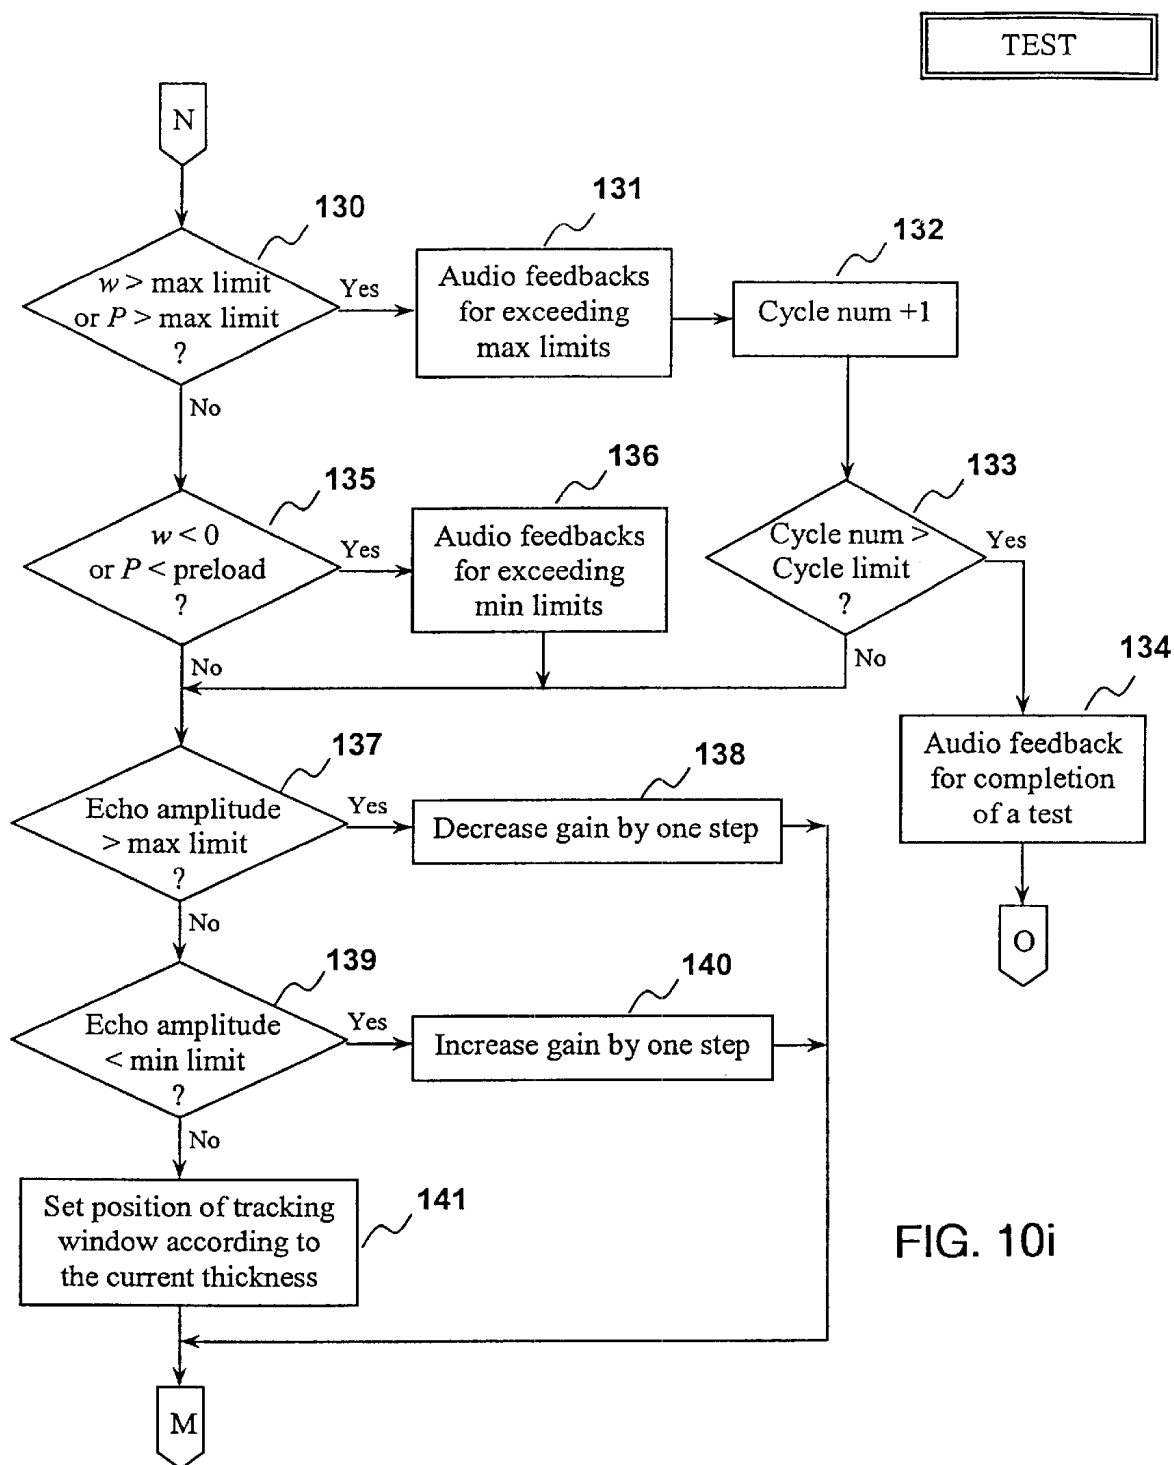 TEST
N
130
w > max limit
or P > max limit
?
Yes
No
131
Audio feedbacks
for exceeding
max limits
132
Cycle num +1
133
Cycle num >
Cycle limit
?
Yes
No
134
Audio feedback
for completion
of a test
O
135
w < 0
or P < preload
?
Yes
No
136
Audio feedbacks
for exceeding
min limits
137
Echo amplitude
> max limit
?
Yes
No
138
Decrease gain by one step
139
Echo amplitude
< min limit
?
Yes
No
140
Increase gain by one step
141
Set position of tracking
window according to
the current thickness
M
FIG. 10i